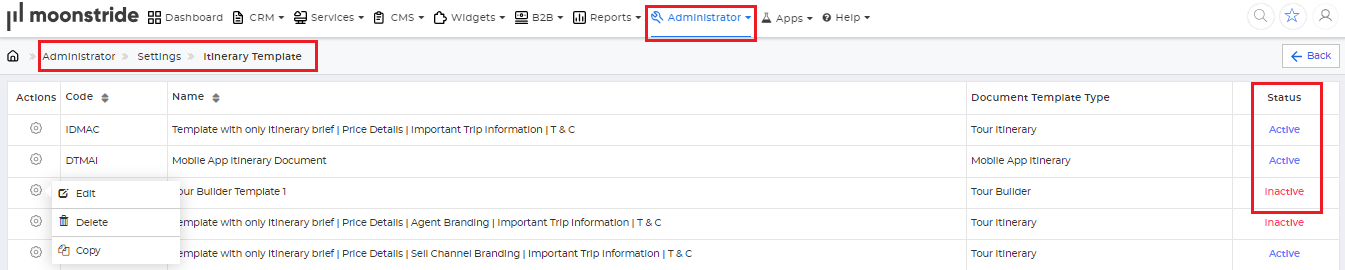 moonstride Dashboard CRM Services CMS Widgets B2B Reports Administrator Apps Help
Administrator » Settings » Itinerary Template Back
Actions Code Name Document Template Type Status
IDMAC Template with only itinerary brief | Price Details | Important Trip Information | T & C Tour Itinerary Active
DTMAI Mobile App Itinerary Document Mobile App Itinerary Active
Edit our Builder Template 1 Tour Builder Inactive
Delete emplate with only itinerary brief | Price Details | Agent Branding | Important Trip Information | T & C Tour Itinerary Inactive
Copy emplate with only itinerary brief | Price Details | Sell Channel Branding | Important Trip Information | T & C Tour Itinerary Active